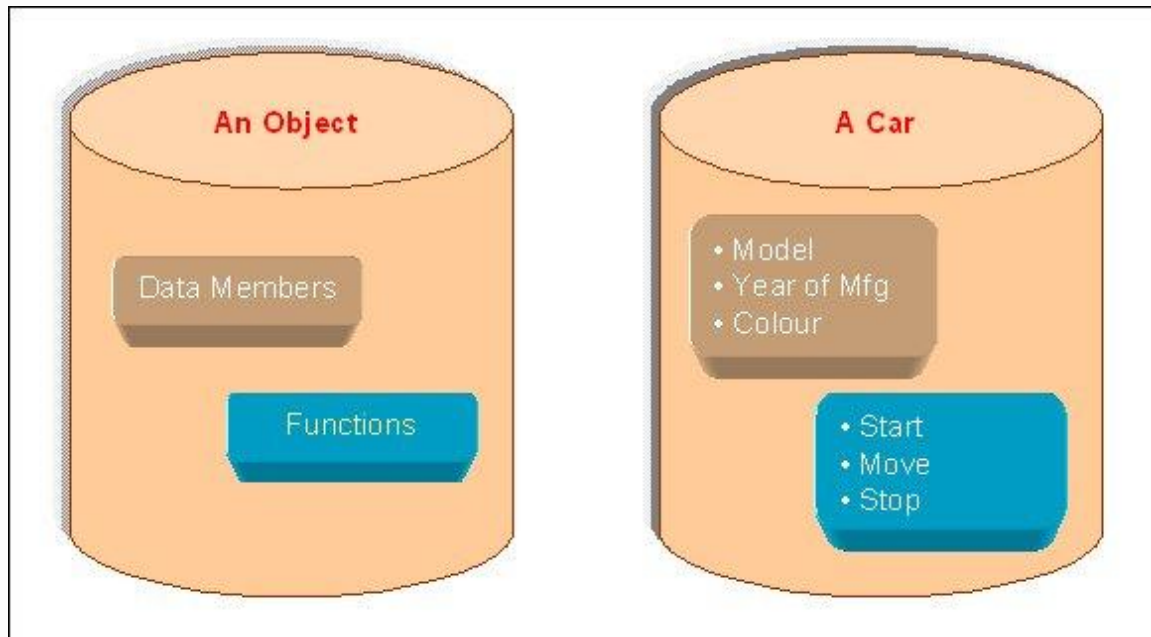 An Object
Data Members
Functions
A Car
• Model
• Year of Mfg
• Colour
• Start
• Move
• Stop